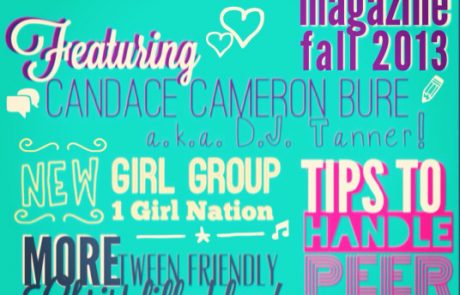 magazine
fall 2013
Featuring
CANDACE CAMERON BURE
a.k.a. D.J. Tanner!
NEW
GIRL GROUP
1 Girl Nation
TIPS TO
HANDLE
PEER
MORE
TWEEN FRIENDLY